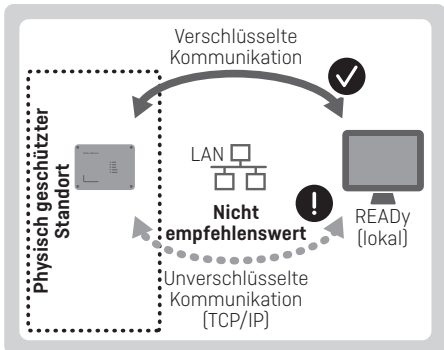 Verschlüsselte
Kommunikation
Physisch geschützter
Standort
LAN
Nicht
empfehlenswert
!
READy
(lokal)
Unverschlüsselte
Kommunikation
(TCP/IP)